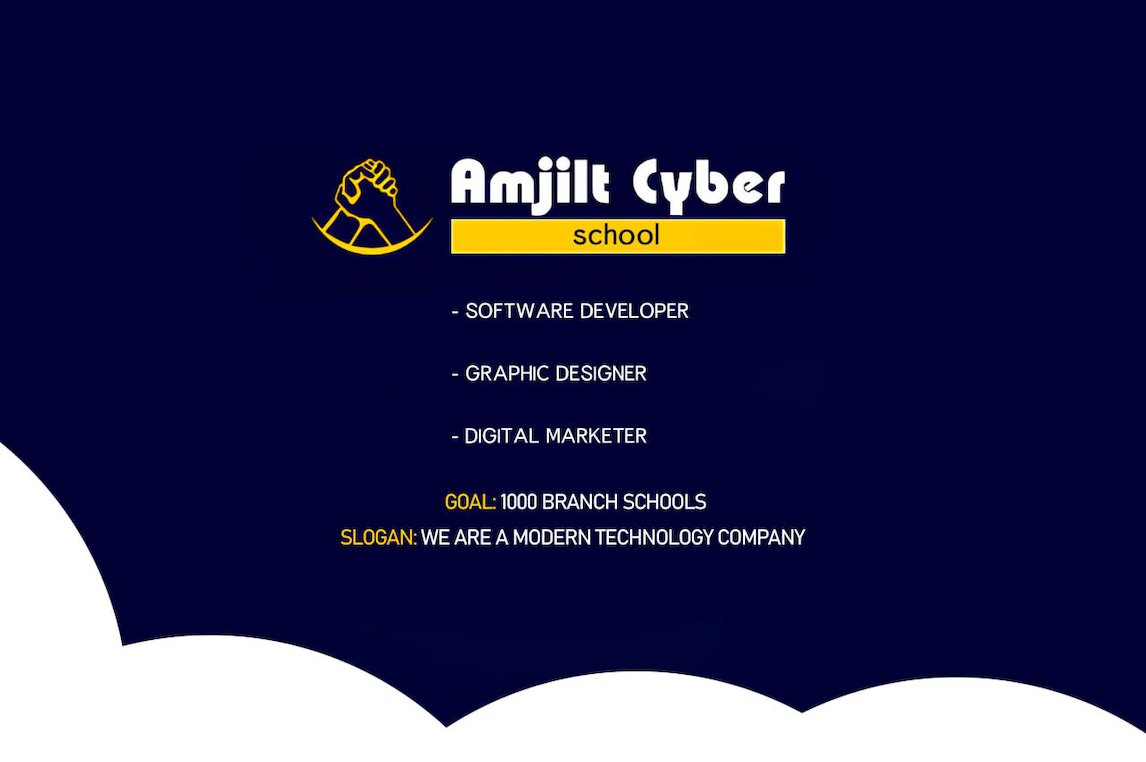 Amjilt Cyber
school
- SOFTWARE DEVELOPER
- GRAPHIC DESIGNER
- DIGITAL MARKETER
GOAL: 1000 BRANCH SCHOOLS
SLOGAN: WE ARE A MODERN TECHNOLOGY COMPANY